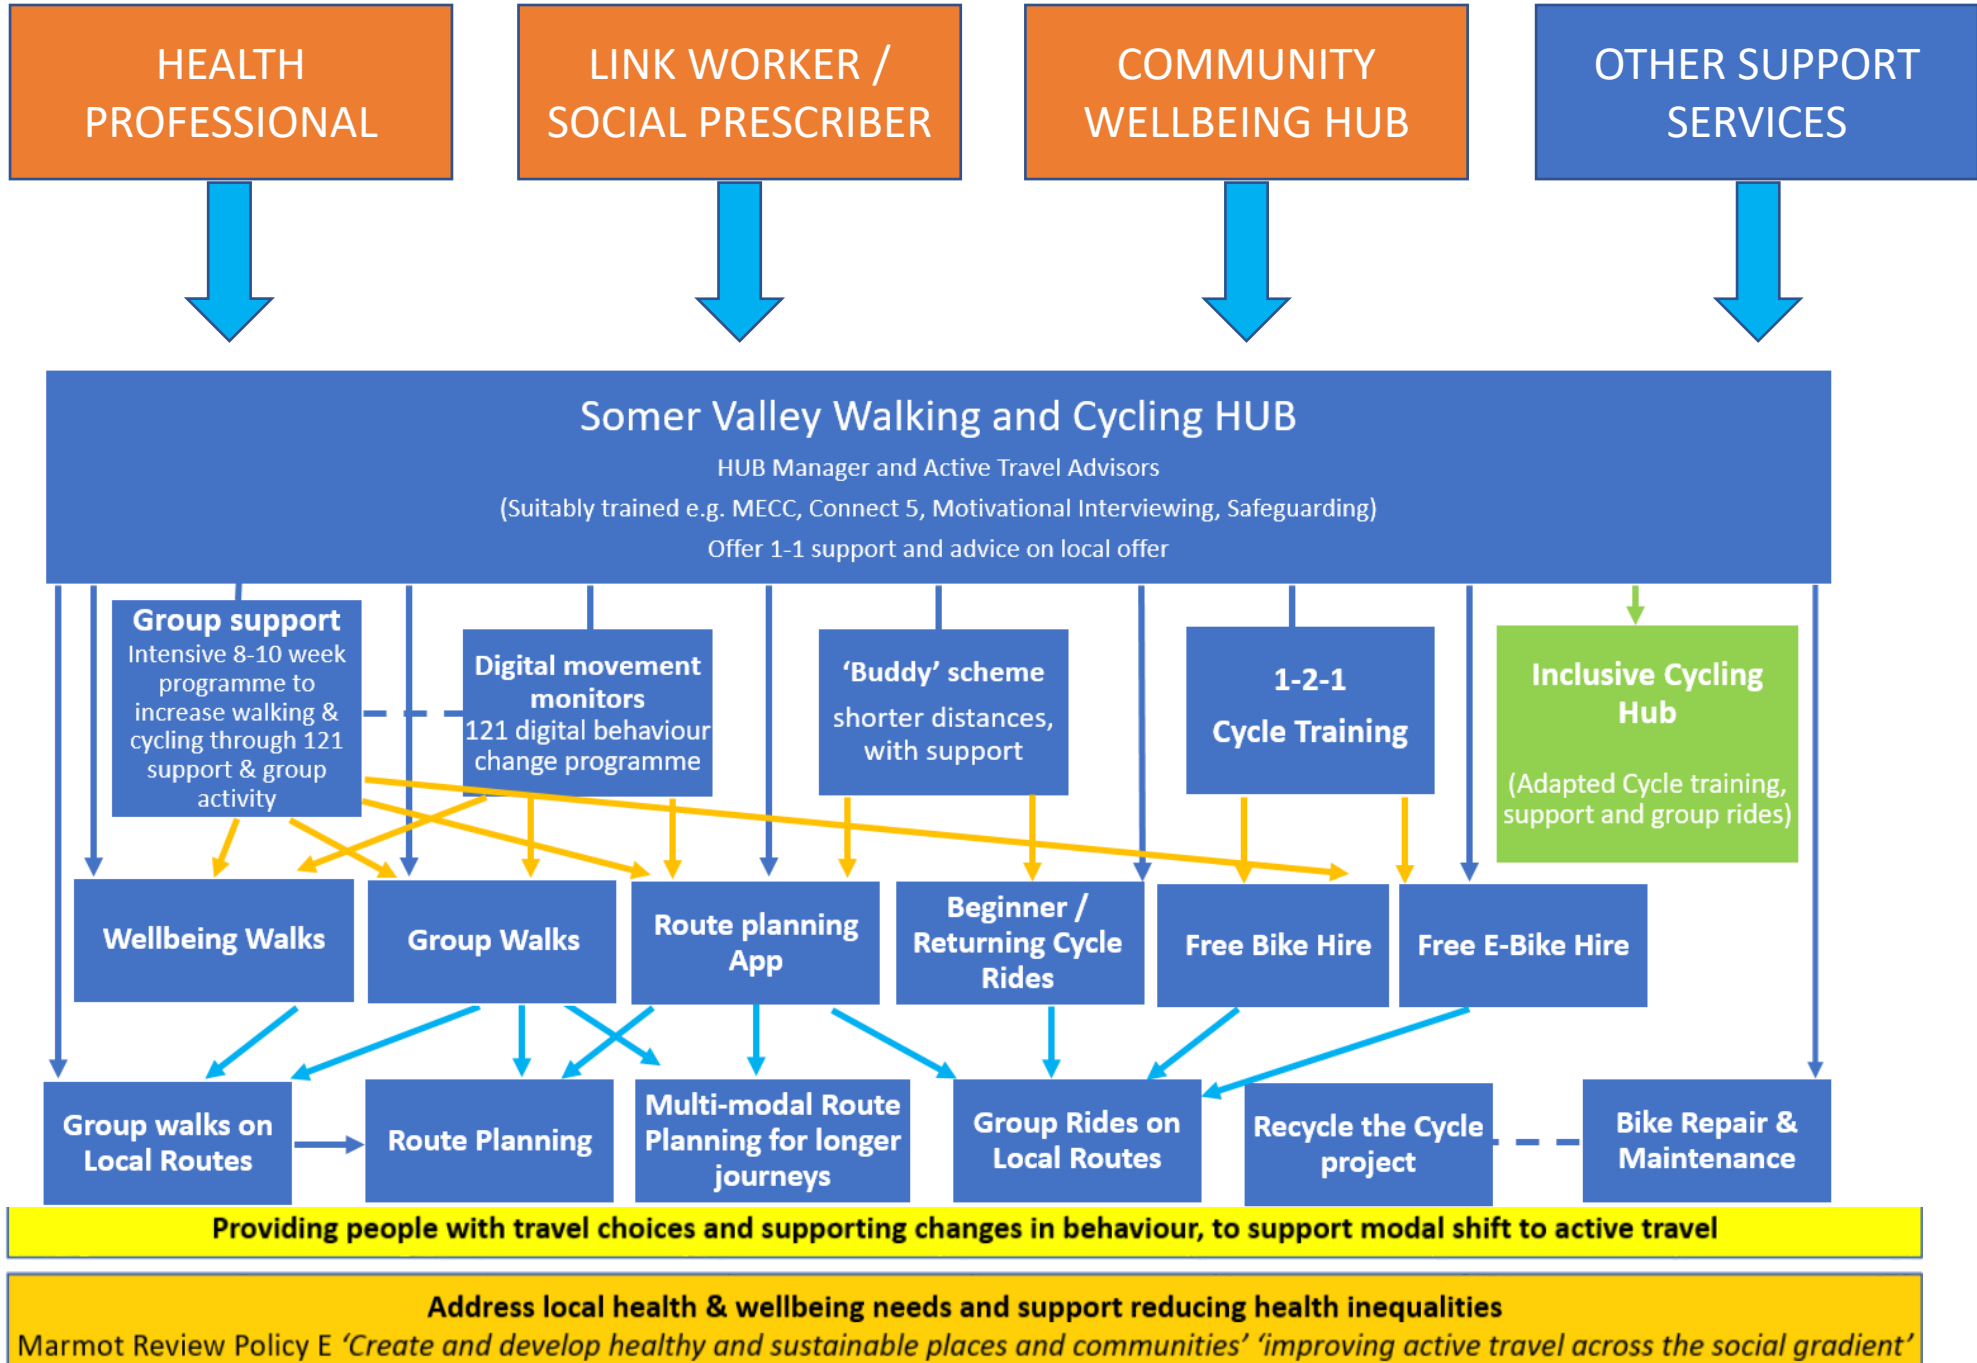 HEALTH
PROFESSIONAL
LINK WORKER /
SOCIAL PRESCRIBER
COMMUNITY
WELLBEING HUB
OTHER SUPPORT
SERVICES
Somer Valley Walking and Cycling HUB
HUB Manager and Active Travel Advisors
(Suitably trained e.g. MECC, Connect 5, Motivational Interviewing, Safeguarding)
Offer 1-1 support and advice on local offer
Group support
Intensive 8-10 week
programme to
increase walking &
cycling through 121
support & group
activity
Digital movement
monitors
121 digital behaviour
change programme
‘Buddy’ scheme
shorter distances,
with support
1-2-1
Cycle Training
Inclusive Cycling
Hub
(Adapted Cycle training,
support and group rides)
Wellbeing Walks
Group Walks
Route planning
App
Beginner /
Returning Cycle
Rides
Free Bike Hire
Free E-Bike Hire
Group walks on
Local Routes
Route Planning
Multi-modal Route
Planning for longer
journeys
Group Rides on
Local Routes
Recycle the Cycle
project
Bike Repair &
Maintenance
Providing people with travel choices and supporting changes in behaviour, to support modal shift to active travel
Address local health & wellbeing needs and support reducing health inequalities
Marmot Review Policy E ‘Create and develop healthy and sustainable places and communities’ ‘improving active travel across the social gradient’